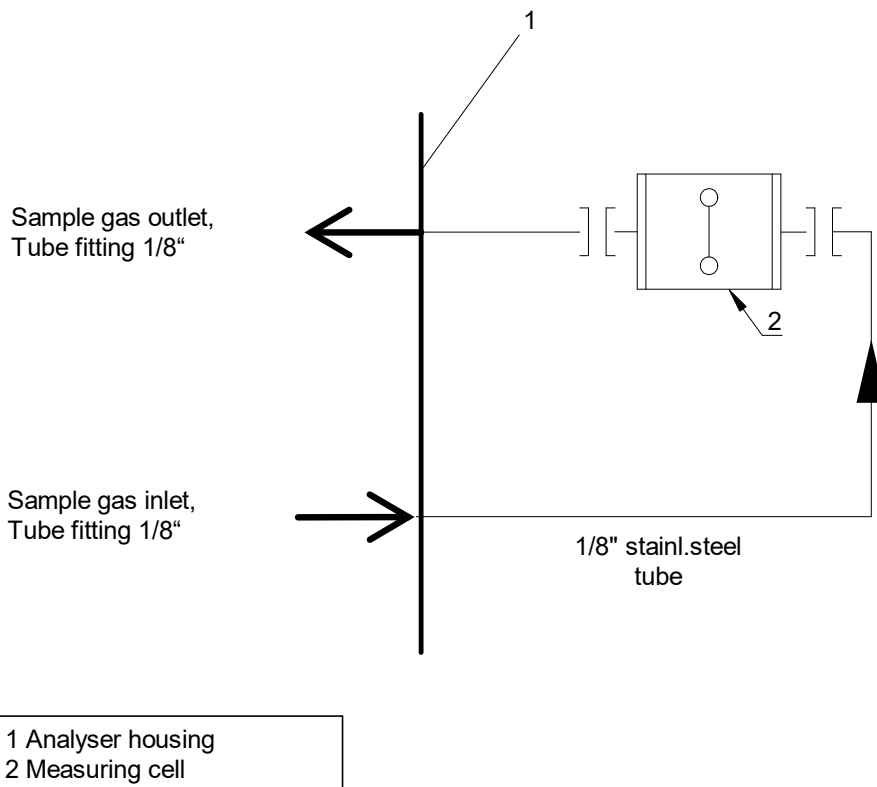 1
Sample gas outlet,
Tube fitting 1/8“
2
Sample gas inlet,
Tube fitting 1/8“
1/8" stainl.steel
tube
1 Analyser housing
2 Measuring cell